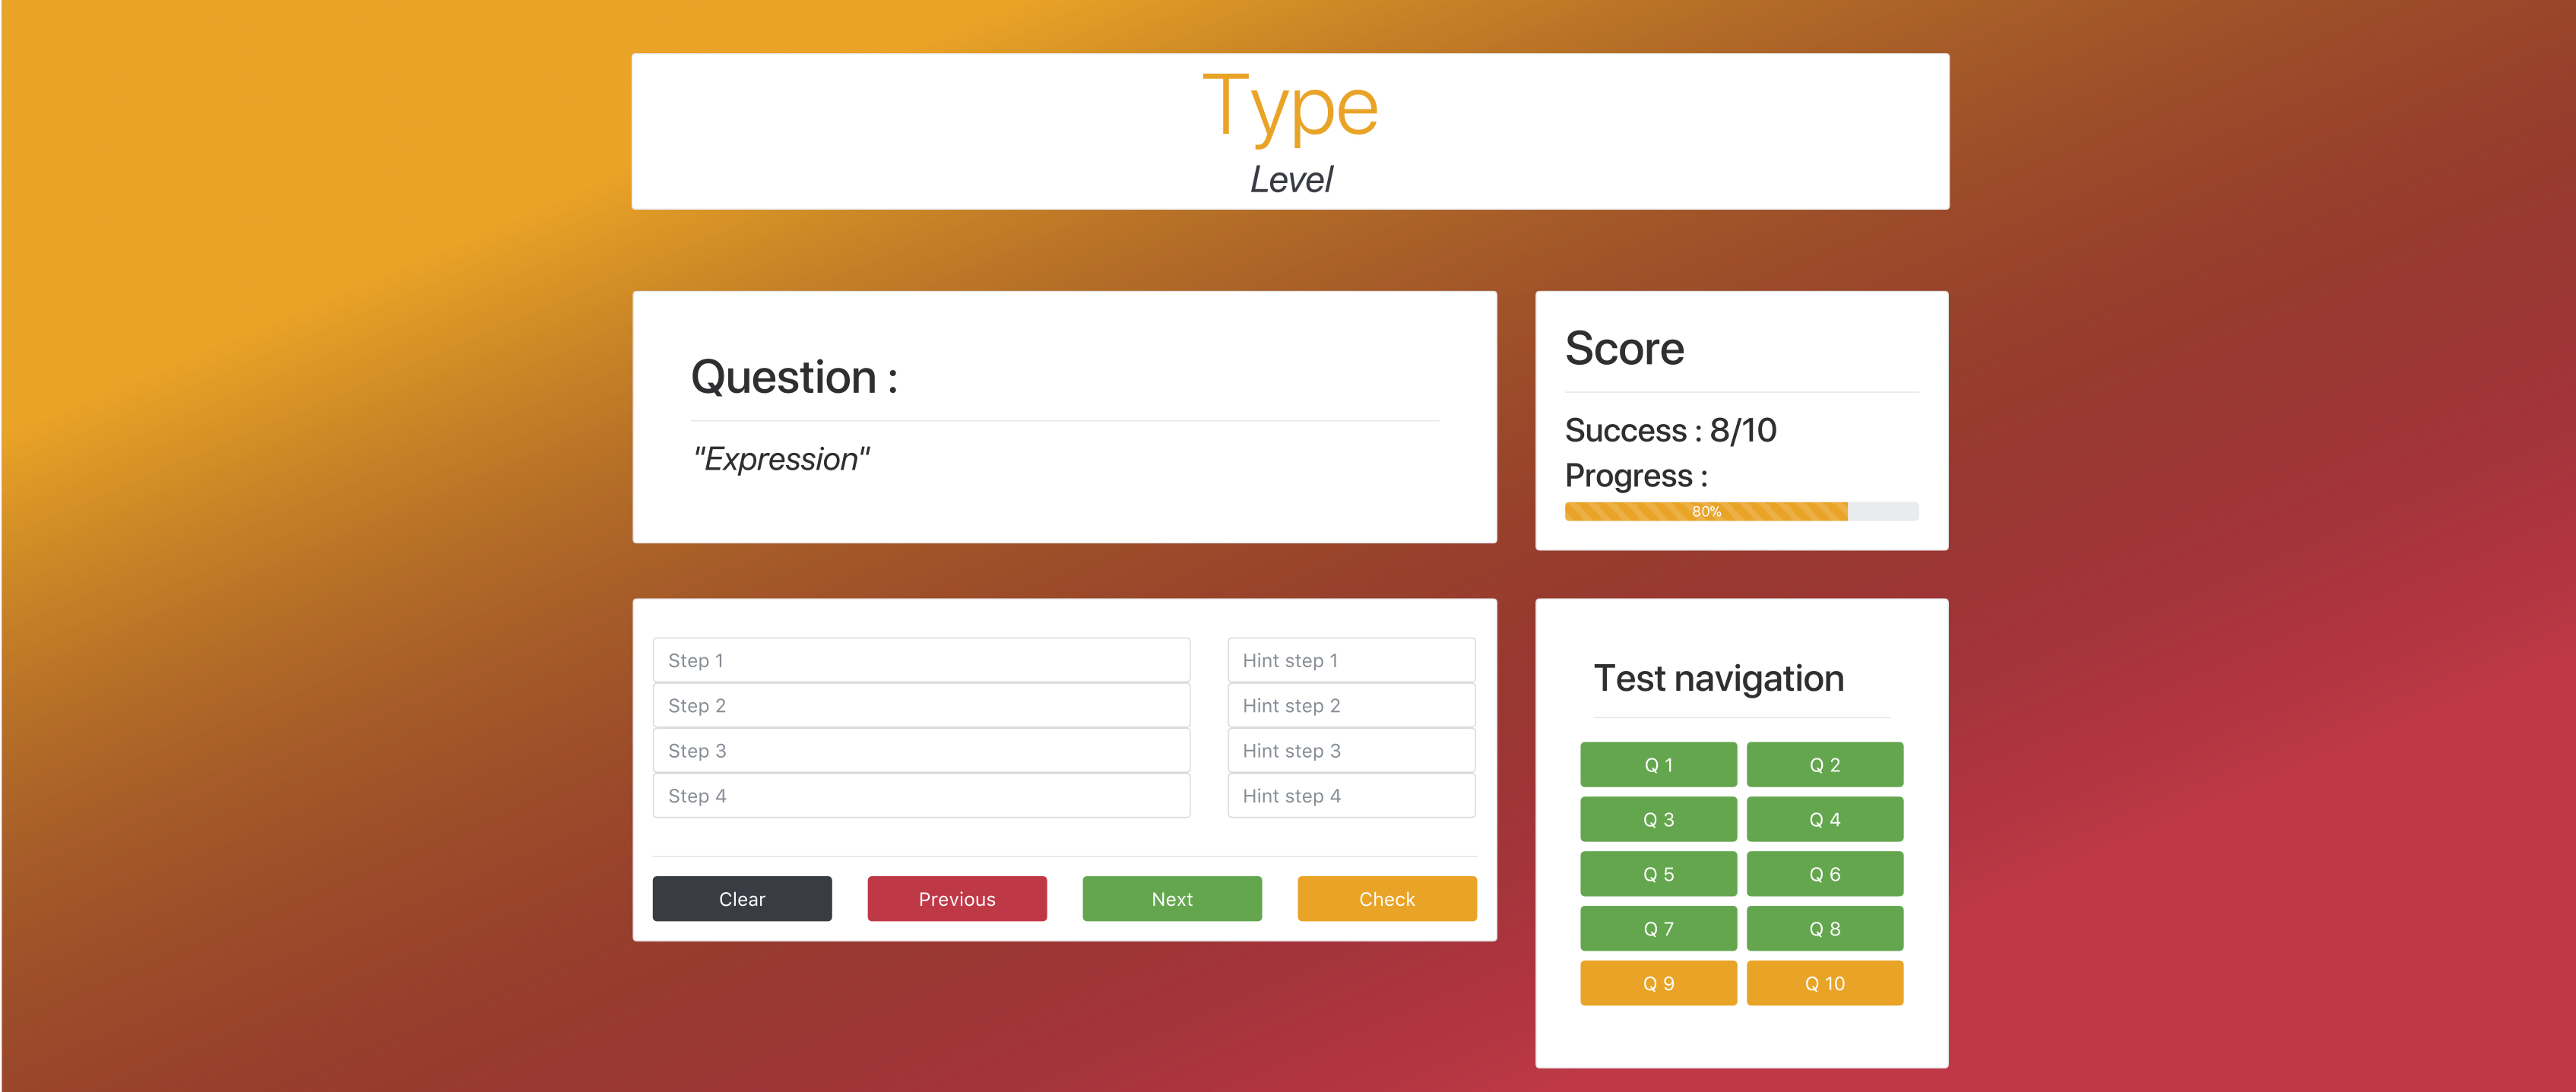 Type
Level
Question :
"Expression"
Score
Success : 8/10
Progress :
80%
Step 1
Hint step 1
Step 2
Hint step 2
Step 3
Hint step 3
Step 4
Hint step 4
Clear
Previous
Next
Check
Test navigation
Q 1
Q 2
Q 3
Q 4
Q 5
Q 6
Q 7
Q 8
Q 9
Q 10